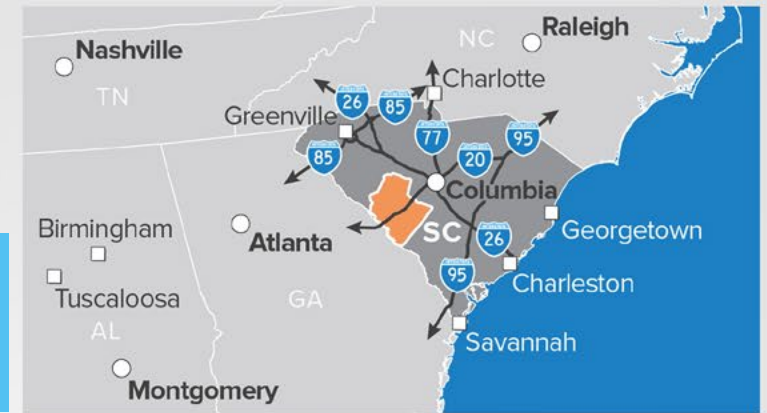 Nashville
TN
NC
Raleigh
Charlotte
26
85
Greenville
77
95
85
20
Columbia
Birmingham
Atlanta
SC
26
Georgetown
Tuscaloosa
GA
95
Charleston
AL
Savannah
Montgomery